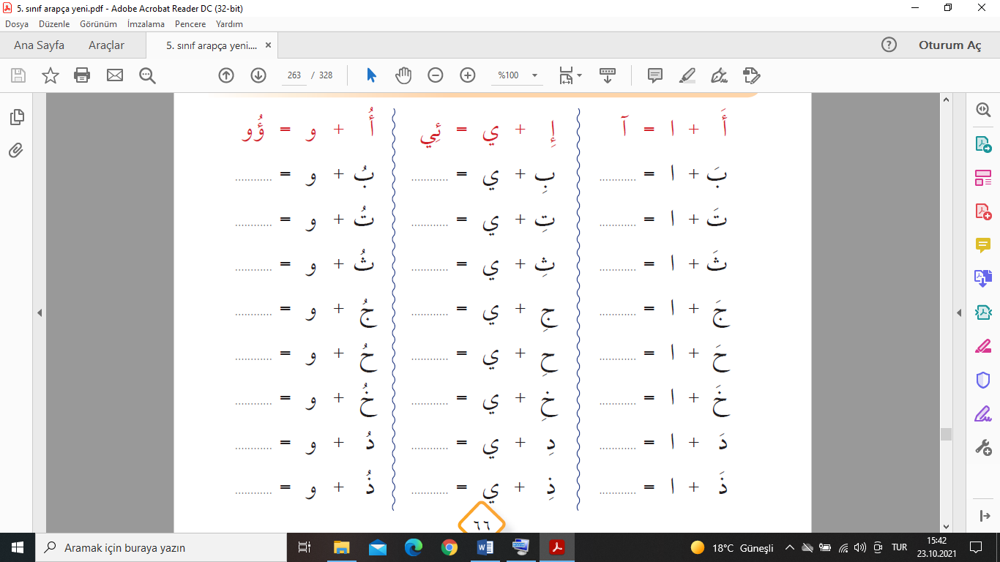 5. sınıf arapça yeni.pdf - Adobe Acrobat Reader DC (32-bit)
Dosya Düzenle Görünüm İmzalama Pencere Yardım
Ana Sayfa Araçlar 5. sınıf arapça yeni.... × Oturum Aç
263 / 328 %100
أَ + ا = آ إِ + ي = ئِي أُ + و = ؤُو
بَ + ا = ............ بِ + ي = ............ بُ + و = ............
تَ + ا = ............ تِ + ي = ............ تُ + و = ............
ثَ + ا = ............ ثِ + ي = ............ ثُ + و = ............
جَ + ا = ............ جِ + ي = ............ جُ + و = ............
حَ + ا = ............ حِ + ي = ............ حُ + و = ............
خَ + ا = ............ خِ + ي = ............ خُ + و = ............
دَ + ا = ............ دِ + ي = ............ دُ + و = ............
ذَ + ا = ............ ذِ + ي = ............ ذُ + و = ............
٦٦
Aramak için buraya yazın 18°C Güneşli TUR 15:42
23.10.2021